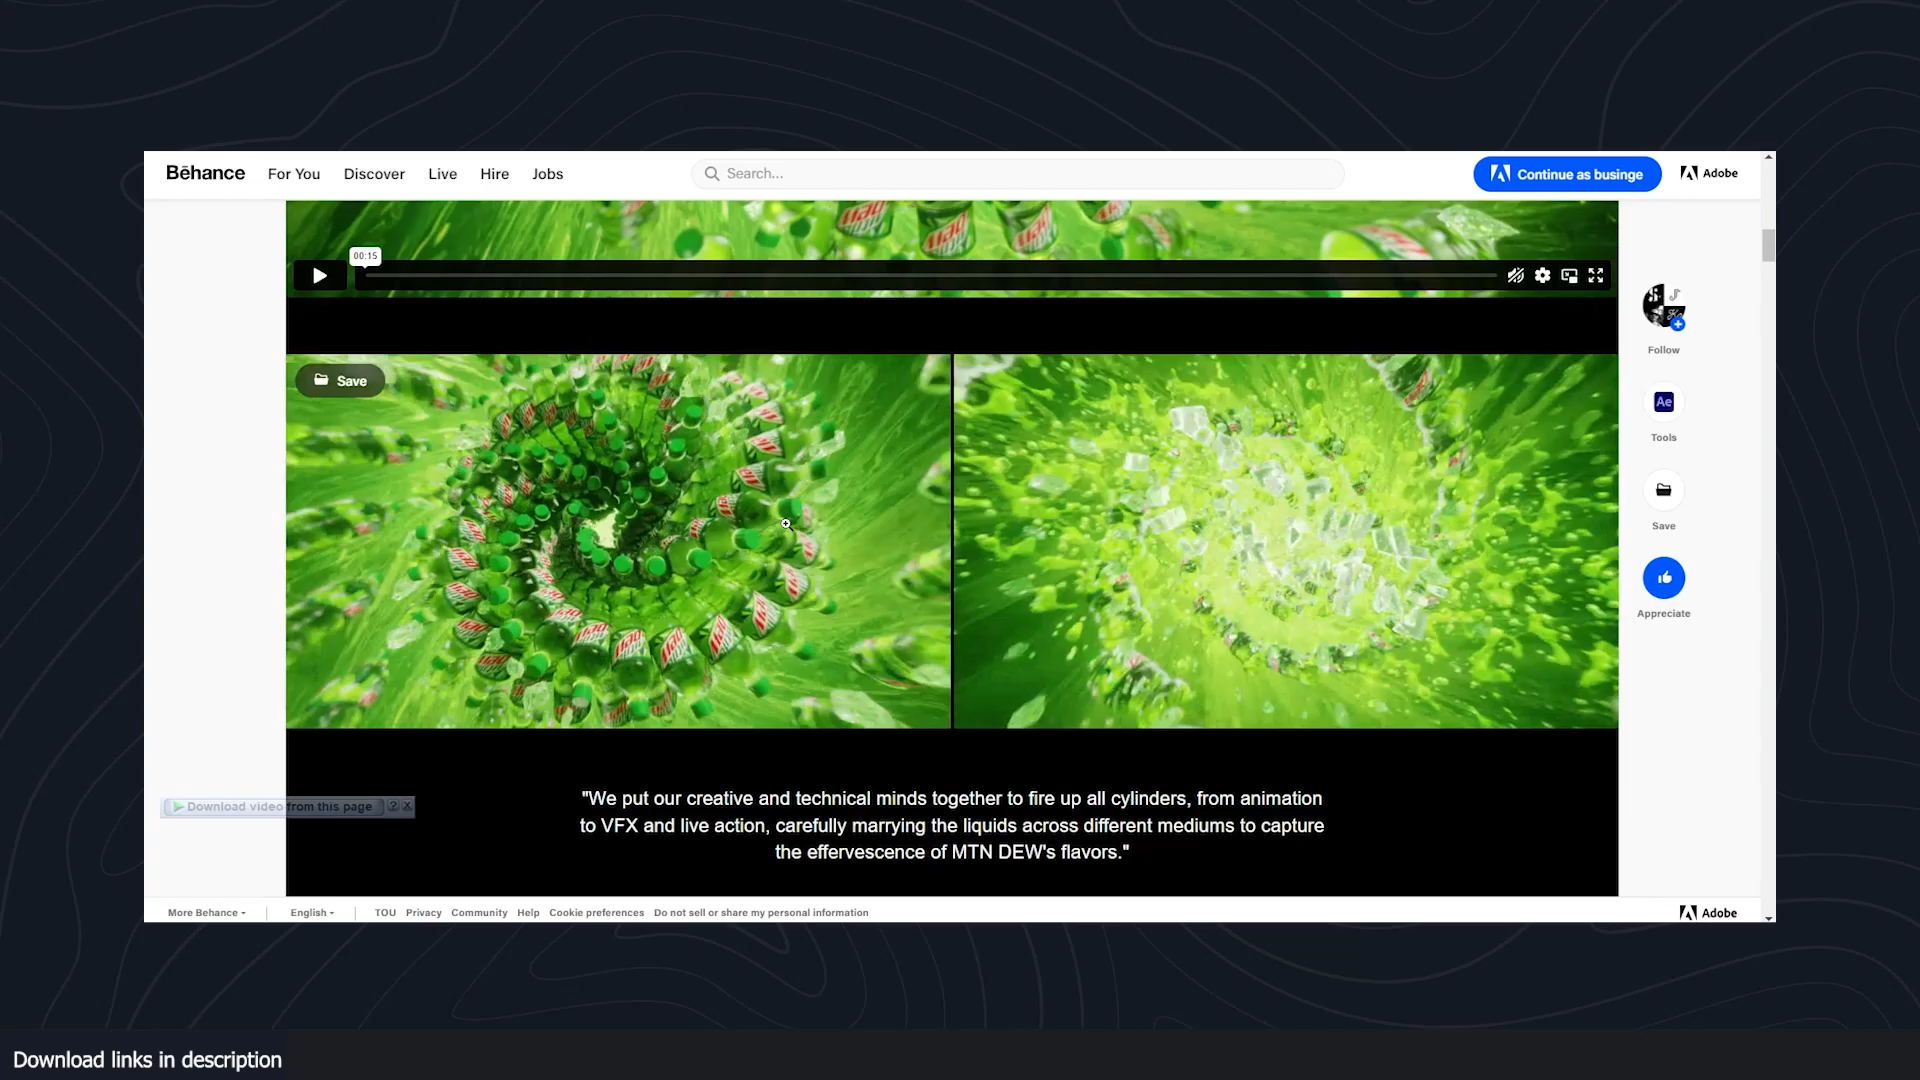 Bēhance For You Discover Live Hire Jobs Search... Continue as businge Adobe
00:15
Save
Follow
Ae
Tools
Save
Appreciate
Download video from this page ? X
"We put our creative and technical minds together to fire up all cylinders, from animation
to VFX and live action, carefully marrying the liquids across different mediums to capture
the effervescence of MTN DEW's flavors."
More Behance English TOU Privacy Community Help Cookie preferences Do not sell or share my personal information Adobe
Download links in description